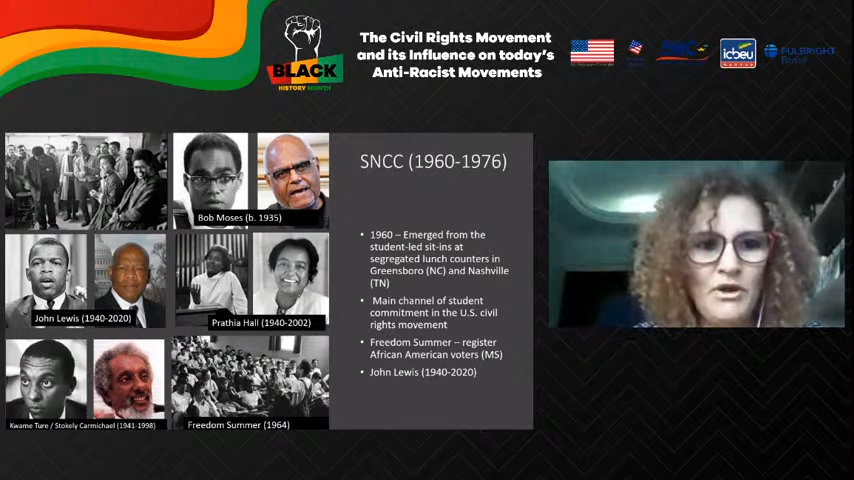 The Civil Rights Movement
and its Influence on today's
Anti-Racist Movements
BLACK
HISTORY MONTH
icbeu
FULBRIGHT
Brasil
SNCC (1960-1976)
Bob Moses (b. 1935)
• 1960 – Emerged from the
student-led sit-ins at
segregated lunch counters in
Greensboro (NC) and Nashville
(TN)
• Main channel of student
commitment in the U.S. civil
rights movement
• Freedom Summer – register
African American voters (MS)
• John Lewis (1940-2020)
John Lewis (1940-2020)
Prathia Hall (1940-2002)
Kwame Ture / Stokely Carmichael (1941-1998)
Freedom Summer (1964)